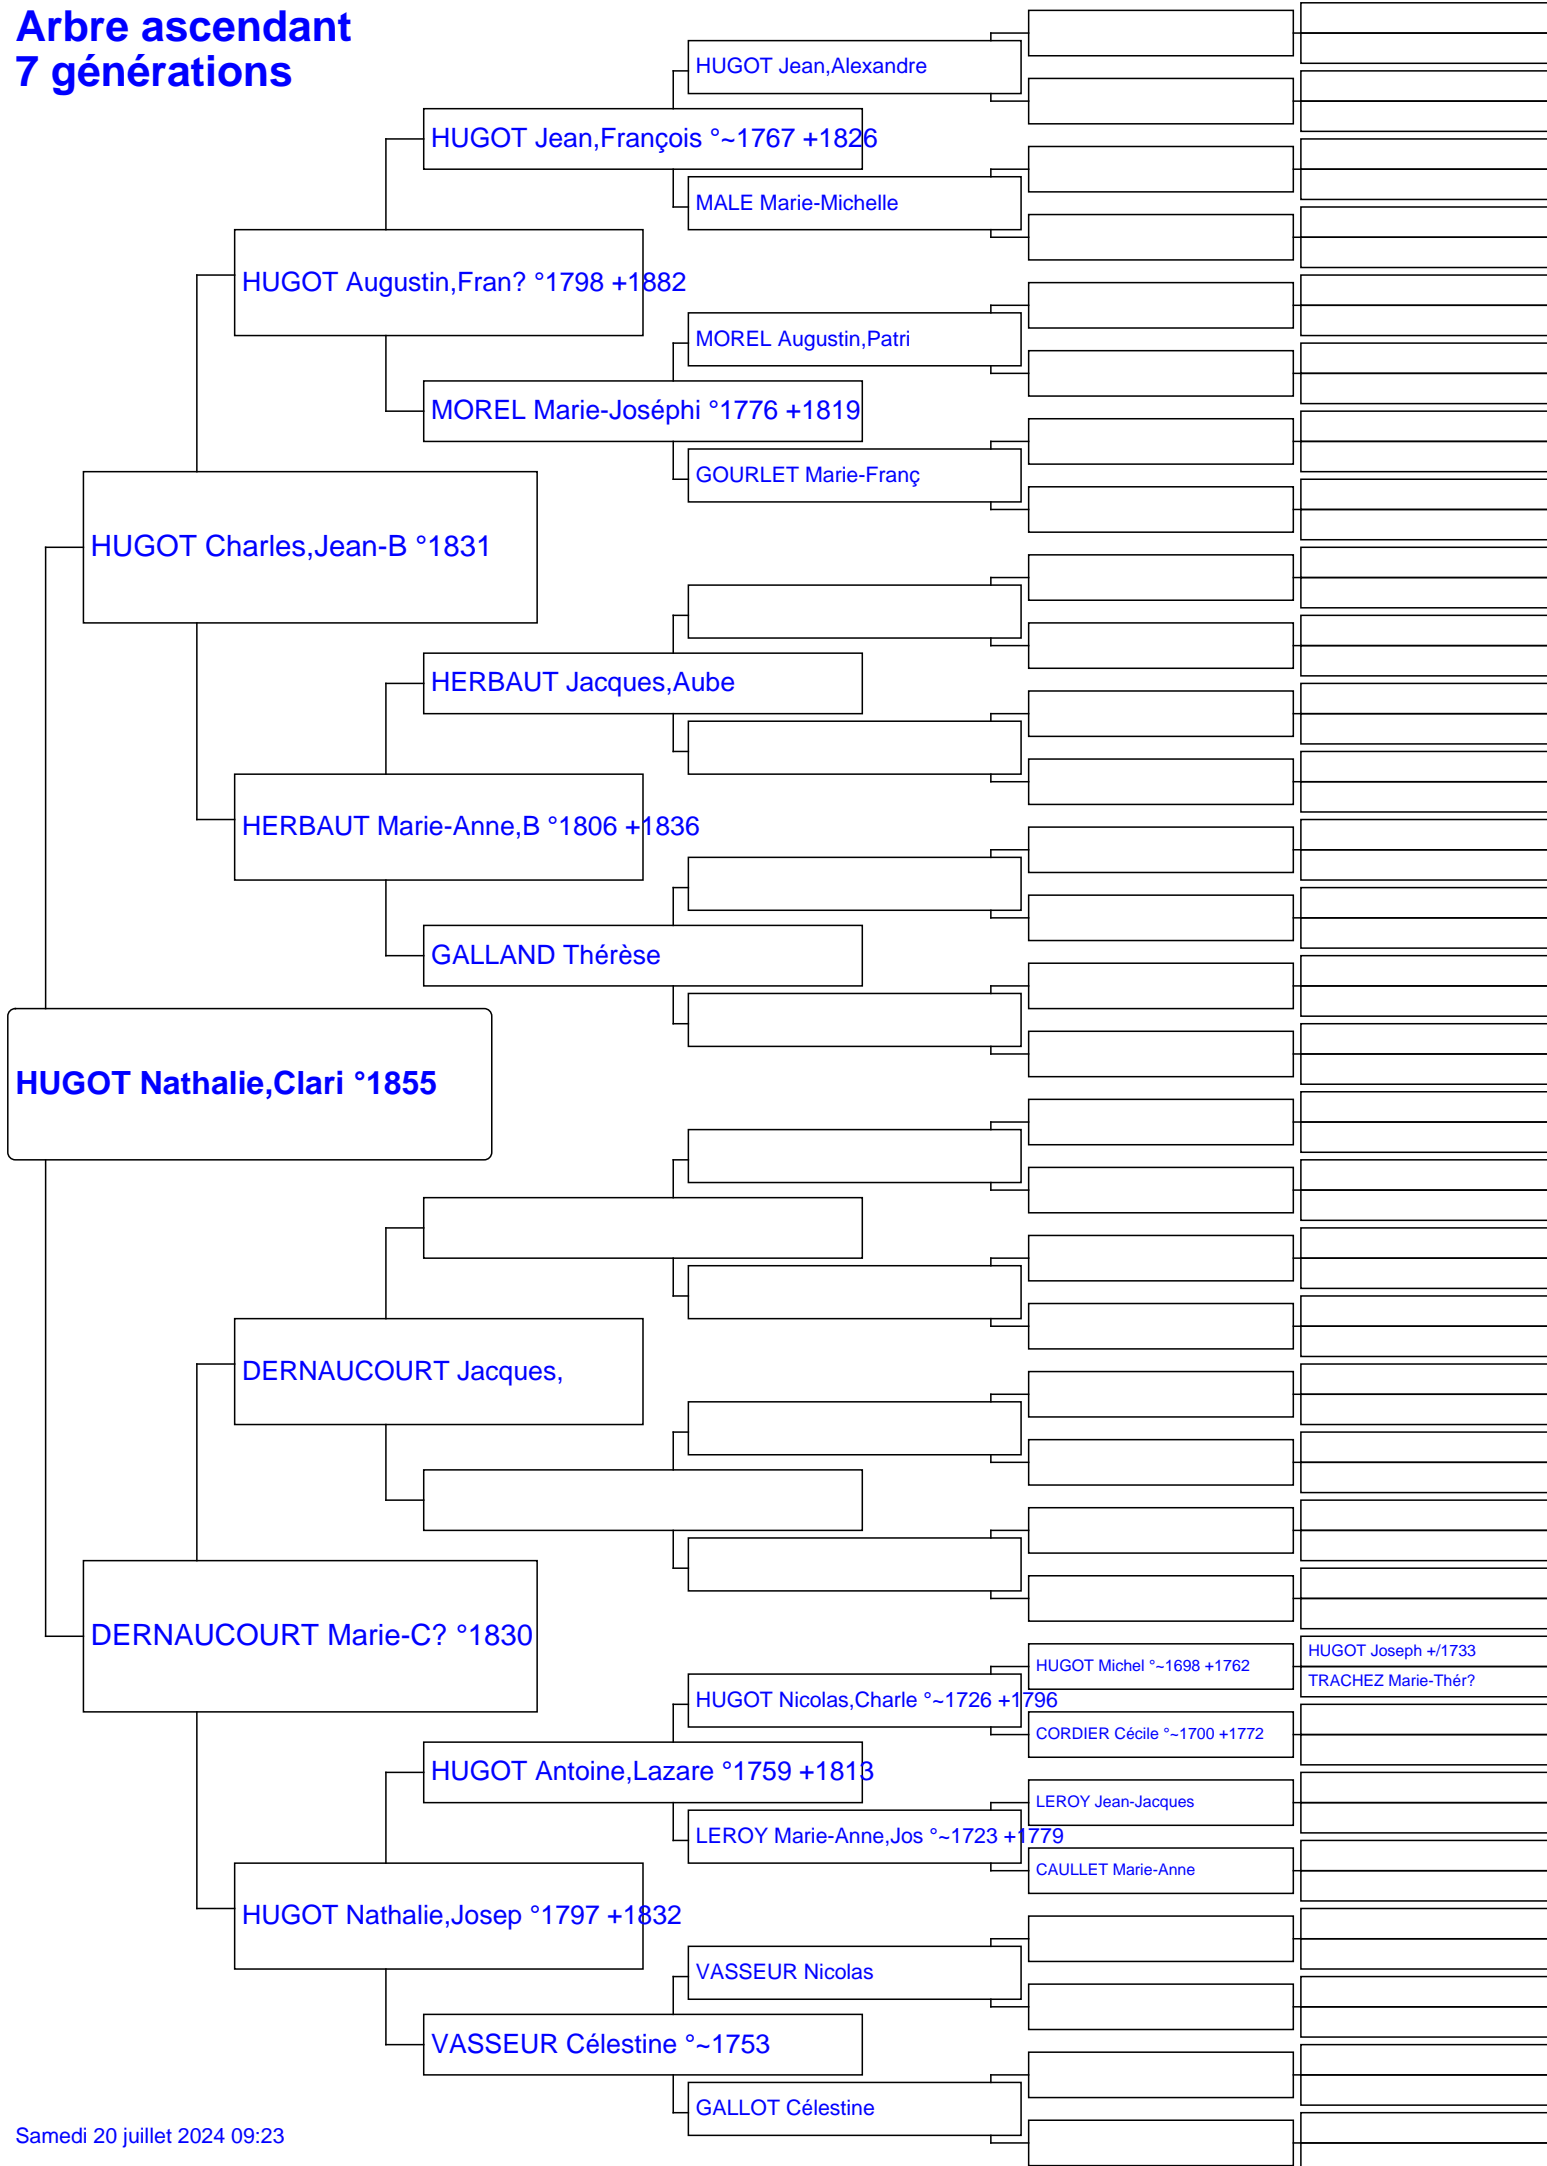 Arbre ascendant
7 générations
HUGOT Jean,Alexandre
HUGOT Jean,François °~1767 +1826
MALE Marie-Michelle
HUGOT Augustin,Fran? °1798 +1882
MOREL Augustin,Patri
MOREL Marie-Joséphi °1776 +1819
GOURLET Marie-Franç
HUGOT Charles,Jean-B °1831
HERBAUT Jacques,Aube
HERBAUT Marie-Anne,B °1806 +1836
GALLAND Thérèse
HUGOT Nathalie,Clari °1855
DERNAUCOURT Jacques,
DERNAUCOURT Marie-C? °1830
HUGOT Joseph +/1733
HUGOT Michel °~1698 +1762
TRACHEZ Marie-Thér?
HUGOT Nicolas,Charle °~1726 +1796
CORDIER Cécile °~1700 +1772
HUGOT Antoine,Lazare °1759 +1813
LEROY Jean-Jacques
LEROY Marie-Anne,Jos °~1723 +1779
CAULLET Marie-Anne
HUGOT Nathalie,Josep °1797 +1832
VASSEUR Nicolas
VASSEUR Célestine °~1753
GALLOT Célestine
Samedi 20 juillet 2024 09:23